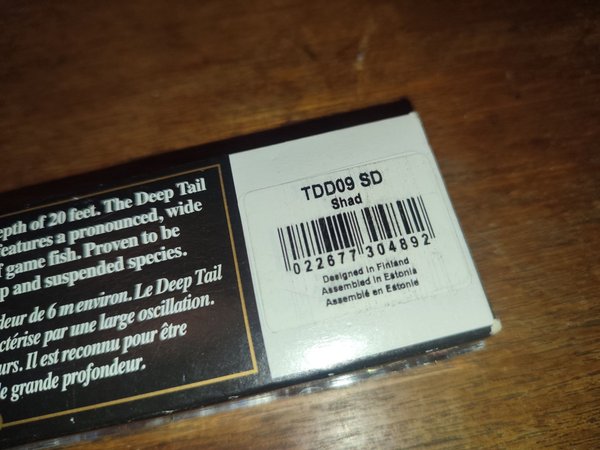 epth of 20 feet. The Deep Tail
features a pronounced, wide
f game fish. Proven to be
p and suspended species.
deur de 6 m environ. Le Deep Tail
ctérise par une large oscillation.
urs. Il est reconnu pour être
le grande profondeur.
TDD09 SD
Shad
022677 304892
Designed in Finland
Assembled in Estonia
Assemblé en Estonie